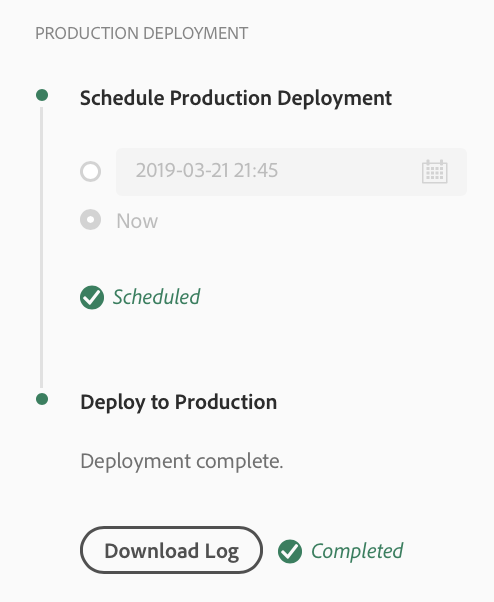 PRODUCTION DEPLOYMENT
Schedule Production Deployment
2019-03-21 21:45
Now
Scheduled
Deploy to Production
Deployment complete.
Download Log
Completed